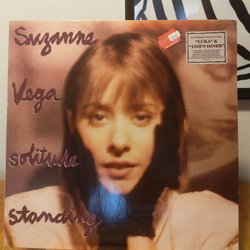 Suzanne
Vega
solitude
standing
"LUKA" &
"TOM'S DINER"